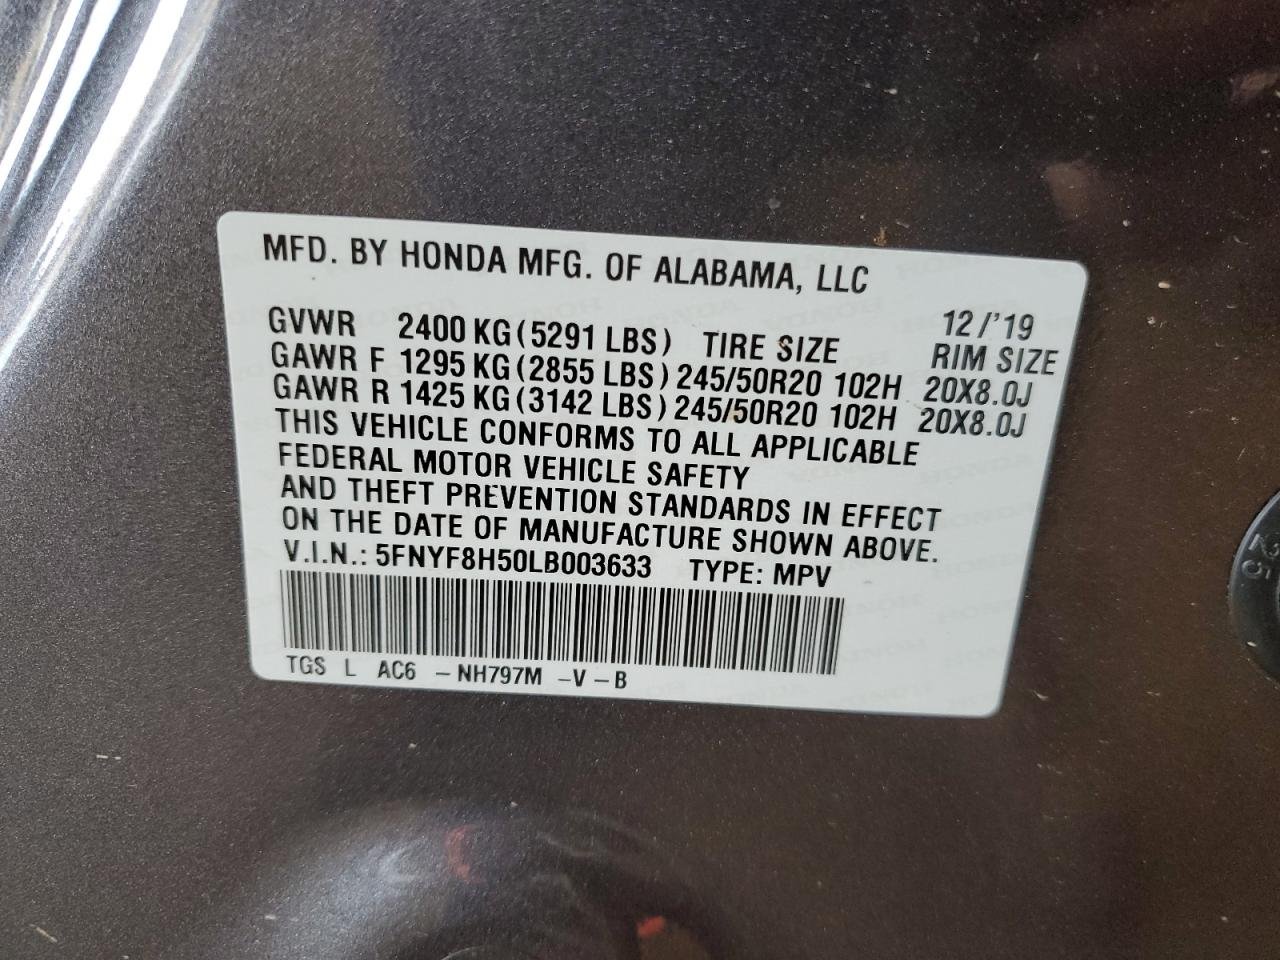 MFD. BY HONDA MFG. OF ALABAMA, LLC
12/'19
GVWR 2400 KG (5291 LBS) TIRE SIZE RIM SIZE
GAWR F 1295 KG (2855 LBS) 245/50R20 102H 20X8.0J
GAWR R 1425 KG (3142 LBS) 245/50R20 102H 20X8.0J
THIS VEHICLE CONFORMS TO ALL APPLICABLE
FEDERAL MOTOR VEHICLE SAFETY
AND THEFT PREVENTION STANDARDS IN EFFECT
ON THE DATE OF MANUFACTURE SHOWN ABOVE.
V.I.N.: 5FNYF8H50LB003633 TYPE: MPV
TGS L AC6 - NH797M - V - B
25